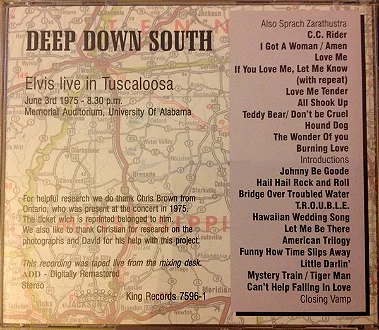 DEEP DOWN SOUTH
Elvis live in Tuscaloosa
June 3rd 1975 - 8.30 p.m.
Memorial Auditorium, University Of Alabama
For helpful research we do thank Chris Brown from
Ontario, who was present at the concert in 1975.
The ticket wich is reprinted belonged to him.
We also like to thank Christian for research on the
photographs and David for his help with this project.
This recording was taped live from the mixing desk.
ADD - Digitally Remastered
Stereo
King Records 7596-1
Also Sprach Zarathustra
C.C. Rider
I Got A Woman / Amen
Love Me
If You Love Me, Let Me Know
(with repeat)
Love Me Tender
All Shook Up
Teddy Bear/ Don't be Cruel
Hound Dog
The Wonder Of you
Burning Love
Introductions
Johnny Be Goode
Hail Hail Rock and Roll
Bridge Over Troubled Water
T.R.O.U.B.L.E.
Hawaiian Wedding Song
Let Me Be There
American Trilogy
Funny How Time Slips Away
Little Darlin'
Mystery Train / Tiger Man
Can't Help Falling In Love
Closing Vamp